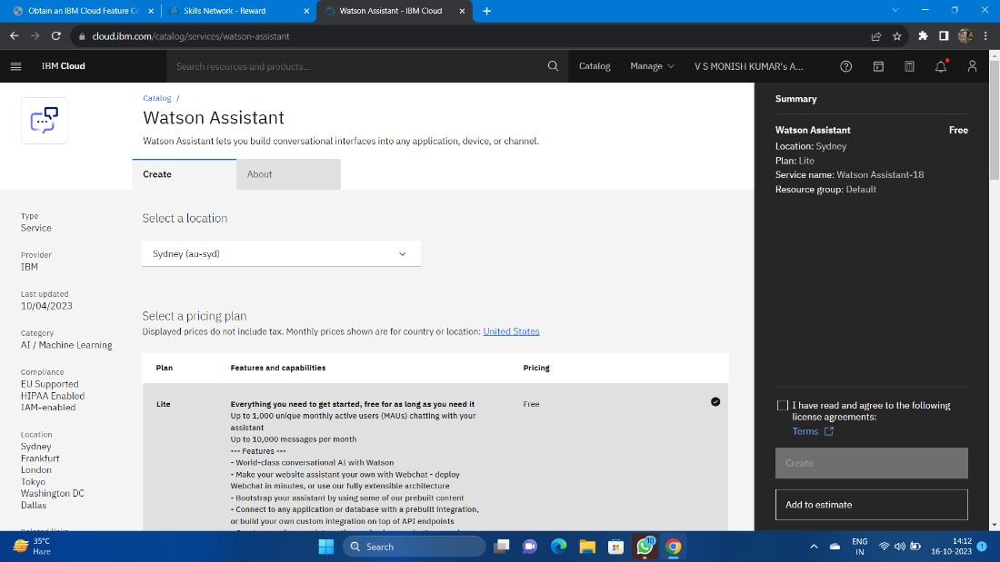 Obtain an IBM Cloud Feature Co
Skills Network - Reward
Watson Assistant - IBM Cloud
cloud.ibm.com/catalog/services/watson-assistant
IBM Cloud
Search resources and products...
Catalog
Manage
V S MONISH KUMAR's A...
Catalog /
Watson Assistant
Watson Assistant lets you build conversational interfaces into any application, device, or channel.
Create
About
Type
Service
Provider
IBM
Last updated
10/04/2023
Category
AI / Machine Learning
Compliance
EU Supported
HIPAA Enabled
IAM-enabled
Location
Sydney
Frankfurt
London
Tokyo
Washington DC
Dallas
Select a location
Sydney (au-syd)
Select a pricing plan
Displayed prices do not include tax. Monthly prices shown are for country or location: United States
Plan
Features and capabilities
Pricing
Lite
Everything you need to get started, free for as long as you need it
Up to 1,000 unique monthly active users (MAUs) chatting with your
assistant
Up to 10,000 messages per month
--- Features ---
- World-class conversational AI with Watson
- Make your website assistant your own with Webchat - deploy
Webchat in minutes, or use our fully extensible architecture
- Bootstrap your assistant by using some of our prebuilt content
- Connect to any application or database with a prebuilt integration,
or build your own custom integration on top of API endpoints
Free
Summary
Watson Assistant Free
Location: Sydney
Plan: Lite
Service name: Watson Assistant-18
Resource group: Default
I have read and agree to the following
license agreements:
Terms
Create
Add to estimate
35°C
Haze
Search
10
ENG
IN
14:12
16-10-2023
1